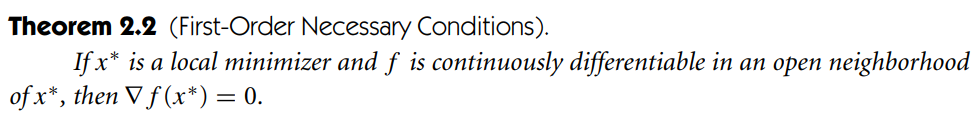 Theorem 2.2 (First-Order Necessary Conditions).
If x* is a local minimizer and f is continuously differentiable in an open neighborhood
of x*, then ∇ f (x*) = 0.